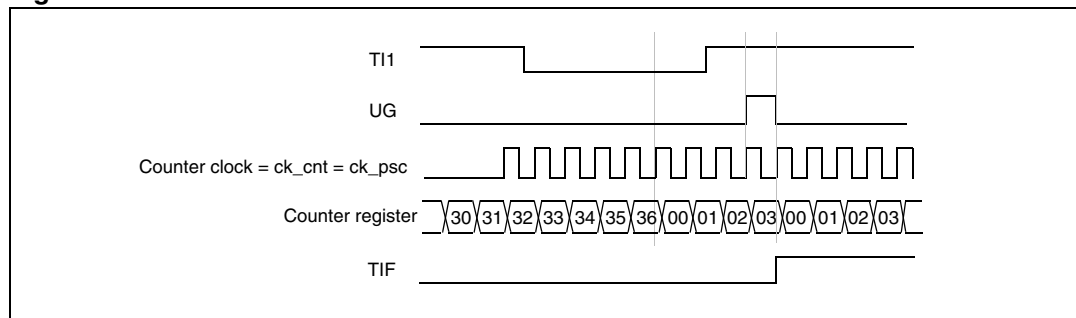 TI1
UG
Counter clock = ck_cnt = ck_psc
Counter register 30 31 32 33 34 35 36 00 01 02 03 00 01 02 03
TIF